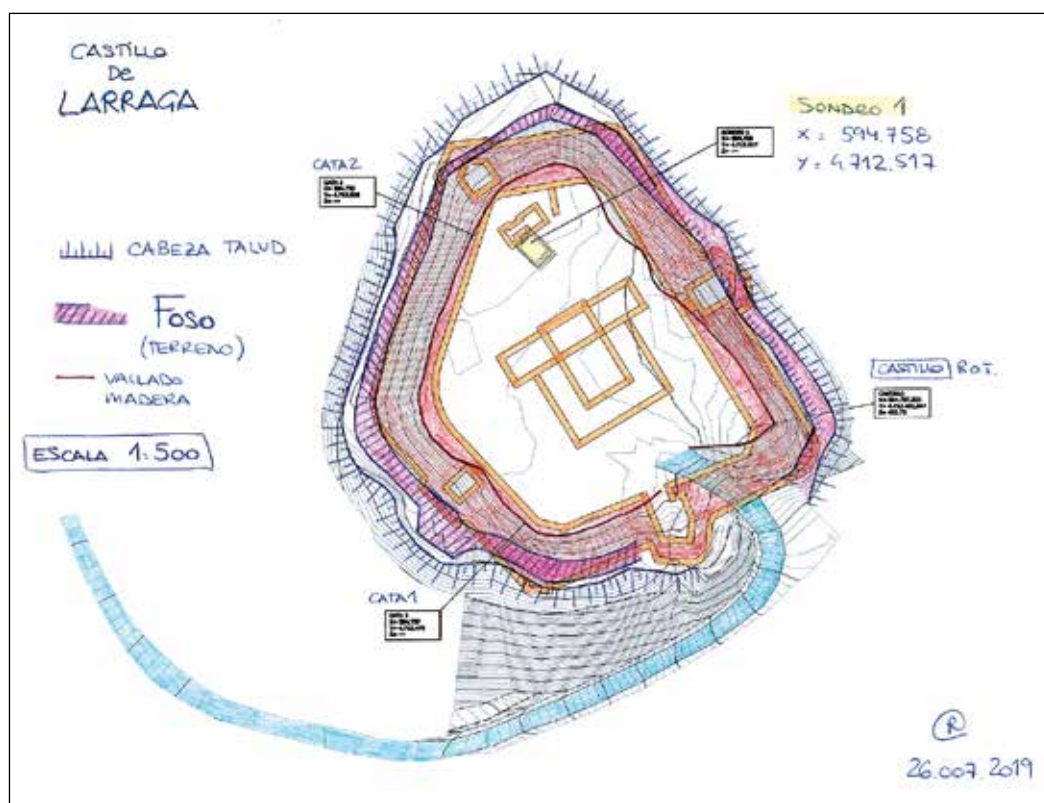 CASTILLO
DE
LARRAGA
SONDEO 1
X = 594.758
Y = 4.712.517
CATA 2
CABEZA TALUD
FOSO
(TERRENO)
VALLADO
MADERA
CASTILLO ROT.
ESCALA 1:500
CATA 1
R
26.007.2019